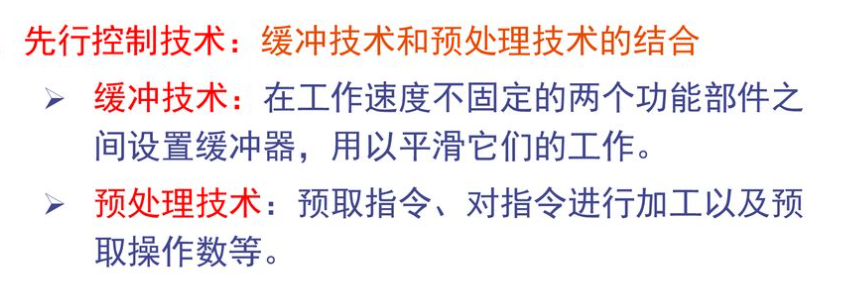 先行控制技术：缓冲技术和预处理技术的结合
➢ 缓冲技术：在工作速度不固定的两个功能部件之
间设置缓冲器，用以平滑它们的工作。
➢ 预处理技术：预取指令、对指令进行加工以及预
取操作数等。